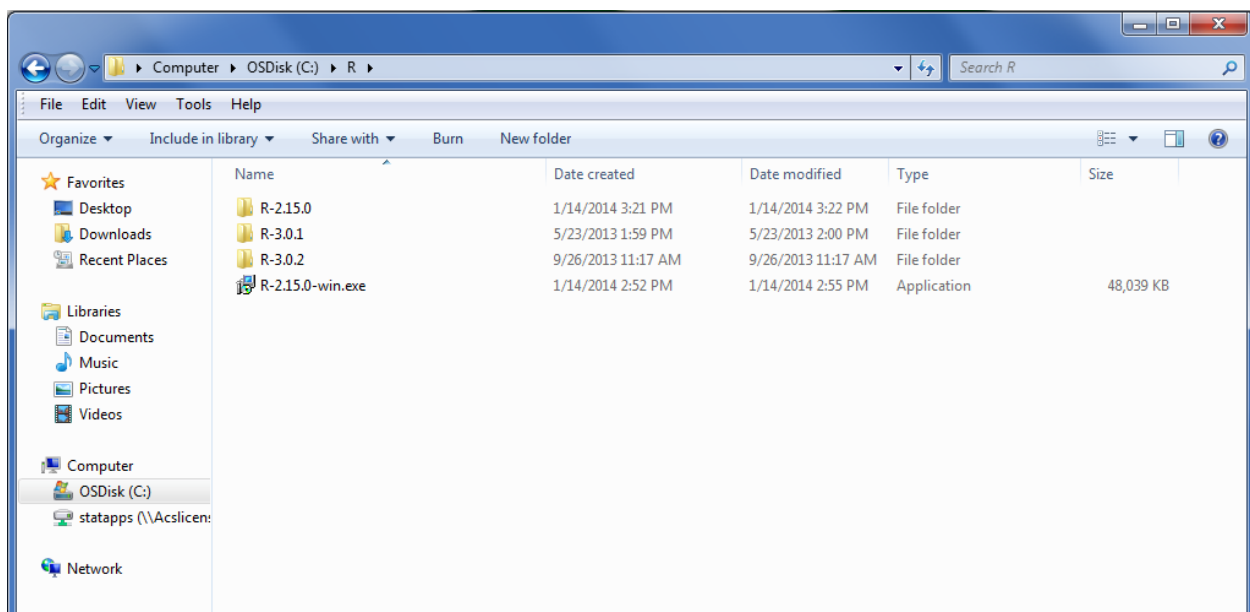 Computer ▸ OSDisk (C:) ▸ R ▸ Search R
File Edit View Tools Help
Organize Include in library Share with Burn New folder
Favorites
Desktop
Downloads
Recent Places
Libraries
Documents
Music
Pictures
Videos
Computer
OSDisk (C:)
statapps (\\Acslicens
Network
Name Date created Date modified Type Size
R-2.15.0 1/14/2014 3:21 PM 1/14/2014 3:22 PM File folder
R-3.0.1 5/23/2013 1:59 PM 5/23/2013 2:00 PM File folder
R-3.0.2 9/26/2013 11:17 AM 9/26/2013 11:17 AM File folder
R-2.15.0-win.exe 1/14/2014 2:52 PM 1/14/2014 2:55 PM Application 48,039 KB